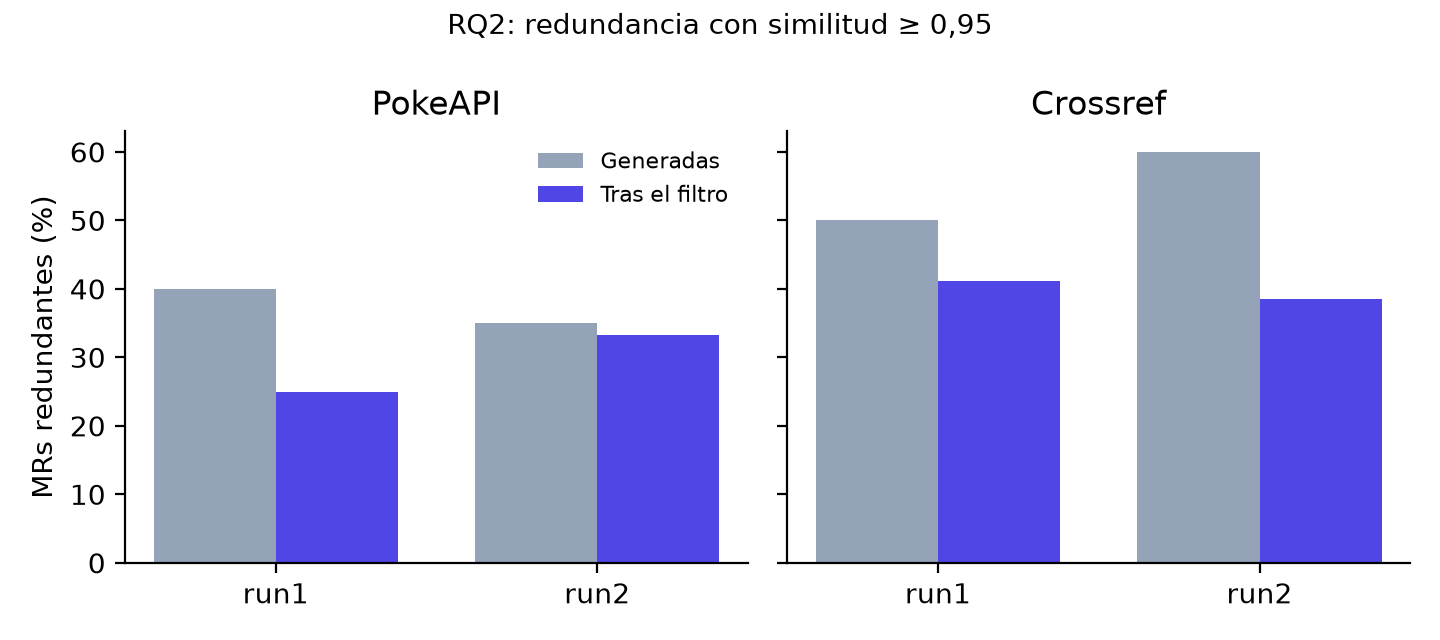 RQ2: redundancia con similitud ≥ 0,95
PokeAPI
Crossref
MRs redundantes (%)
60
50
40
30
20
10
0
Generadas
Tras el filtro
run1
run2
run1
run2